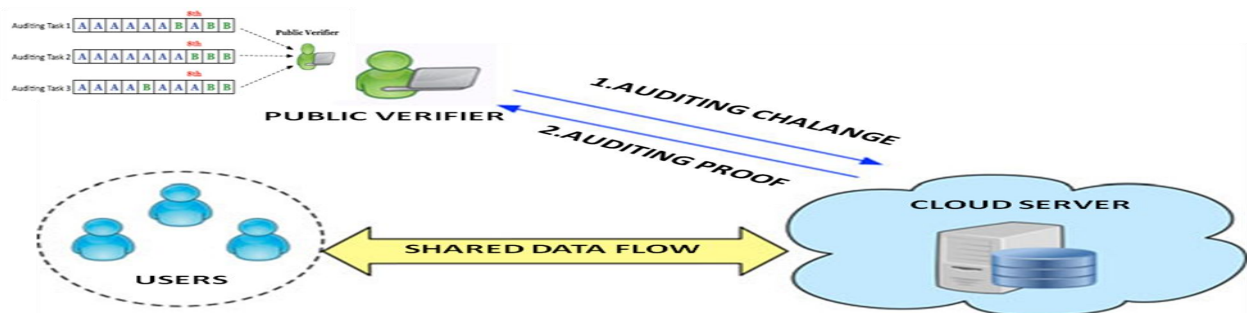 8th
Auditing Task 1 A A A A A A B A B B
Public Verifier
8th
Auditing Task 2 A A A A A A A B B B
8th
Auditing Task 3 A A A A B A A A B B
PUBLIC VERIFIER
1.AUDITING CHALANGE
2.AUDITING PROOF
CLOUD SERVER
SHARED DATA FLOW
USERS